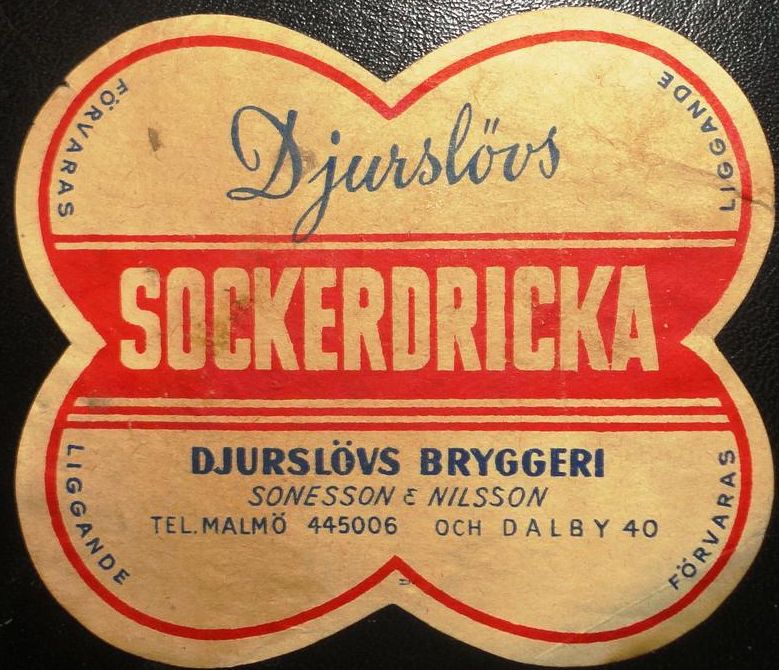 Djurslövs
FÖRVARAS
LIGGANDE
SOCKERDRICKA
DJURSLÖVS BRYGGERI
SONESSON & NILSSON
TEL. MALMÖ 445006 OCH DALBY 40
LIGGANDE
FÖRVARAS